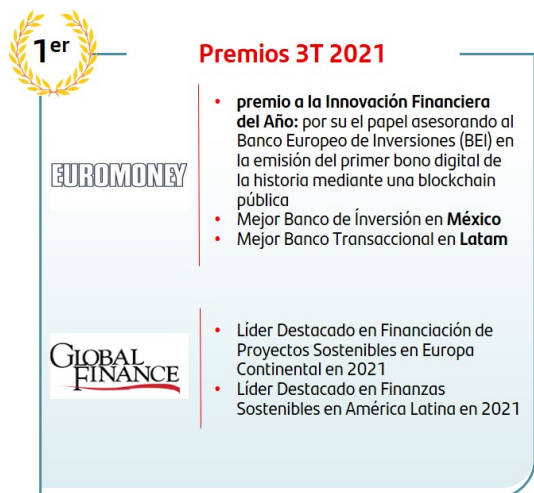 1er
Premios 3T 2021
EUROMONEY
• premio a la Innovación Financiera
del Año: por su el papel asesorando al
Banco Europeo de Inversiones (BEI) en
la emisión del primer bono digital de
la historia mediante una blockchain
pública
• Mejor Banco de Ínversión en México
• Mejor Banco Transaccional en Latam
GLOBAL
FINANCE
• Líder Destacado en Financiación de
Proyectos Sostenibles en Europa
Continental en 2021
• Líder Destacado en Finanzas
Sostenibles en América Latina en 2021